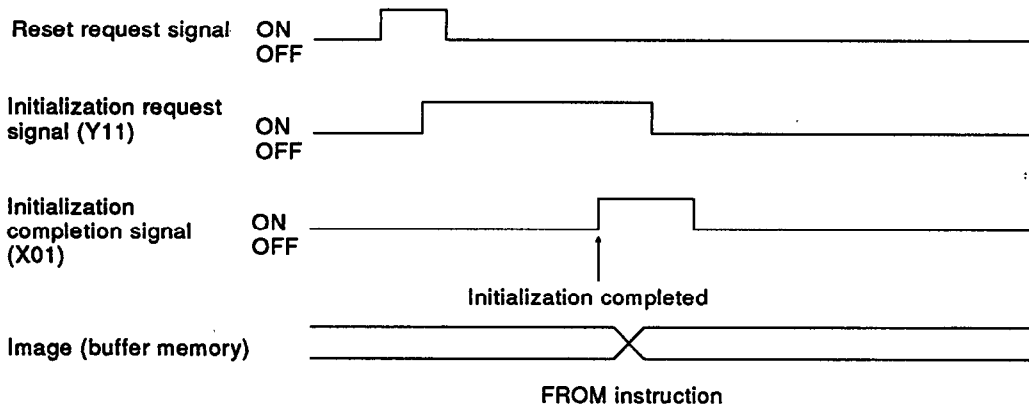 Reset request signal ON
OFF
Initialization request
signal (Y11) ON
OFF
Initialization
completion signal ON
(X01) OFF
Initialization completed
Image (buffer memory)
FROM instruction